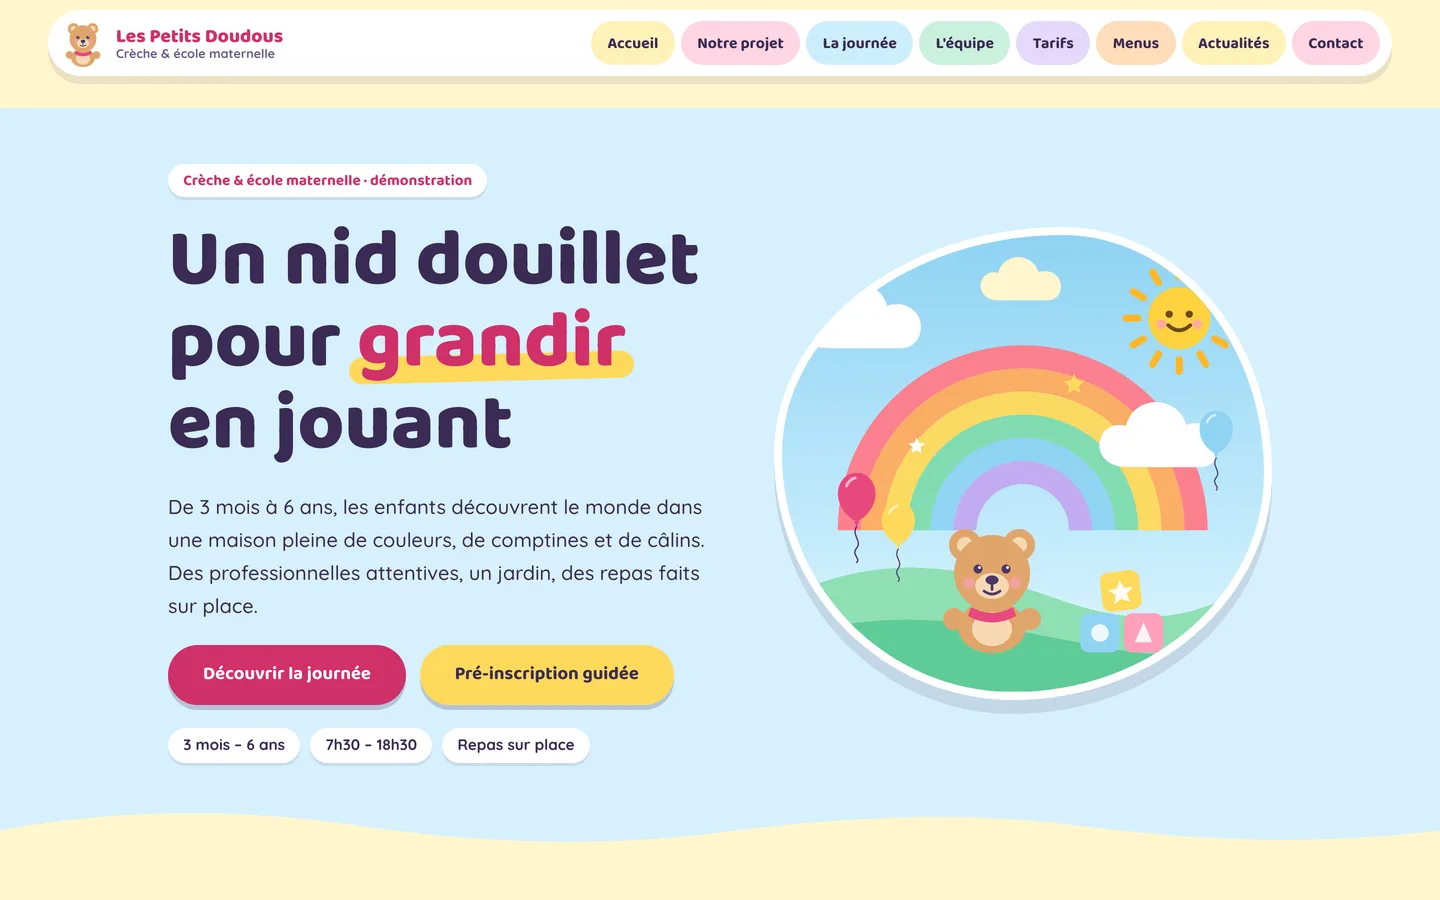 Les Petits Doudous
Crèche & école maternelle
Accueil
Notre projet
La journée
L'équipe
Tarifs
Menus
Actualités
Contact
Crèche & école maternelle · démonstration
Un nid douillet
pour grandir
en jouant
De 3 mois à 6 ans, les enfants découvrent le monde dans
une maison pleine de couleurs, de comptines et de câlins.
Des professionnelles attentives, un jardin, des repas faits
sur place.
Découvrir la journée
Pré-inscription guidée
3 mois – 6 ans
7h30 – 18h30
Repas sur place